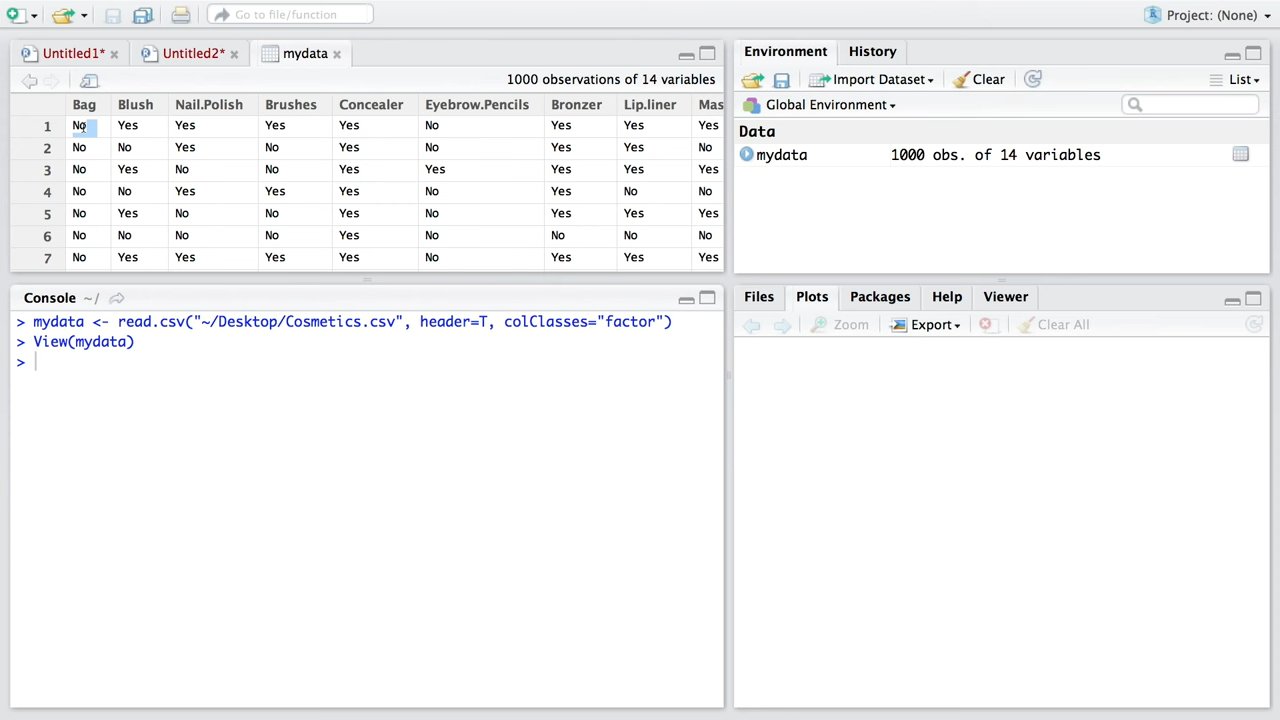 Go to file/function
Project: (None)
Untitled1*
Untitled2*
mydata
1000 observations of 14 variables
Bag Blush Nail.Polish Brushes Concealer Eyebrow.Pencils Bronzer Lip.liner Mas
1 No Yes Yes Yes Yes No Yes Yes Yes
2 No No Yes No Yes No Yes Yes No
3 No Yes No No Yes Yes Yes Yes Yes
4 No No Yes Yes Yes No Yes No No
5 No Yes No No Yes No Yes Yes Yes
6 No No No No Yes No No No No
7 No Yes Yes Yes Yes No Yes Yes Yes
Console ~/
> mydata <- read.csv("~/Desktop/Cosmetics.csv", header=T, colClasses="factor")
> View(mydata)
>
Environment History
Import Dataset Clear List
Global Environment
Data
mydata 1000 obs. of 14 variables
Files Plots Packages Help Viewer
Zoom Export Clear All